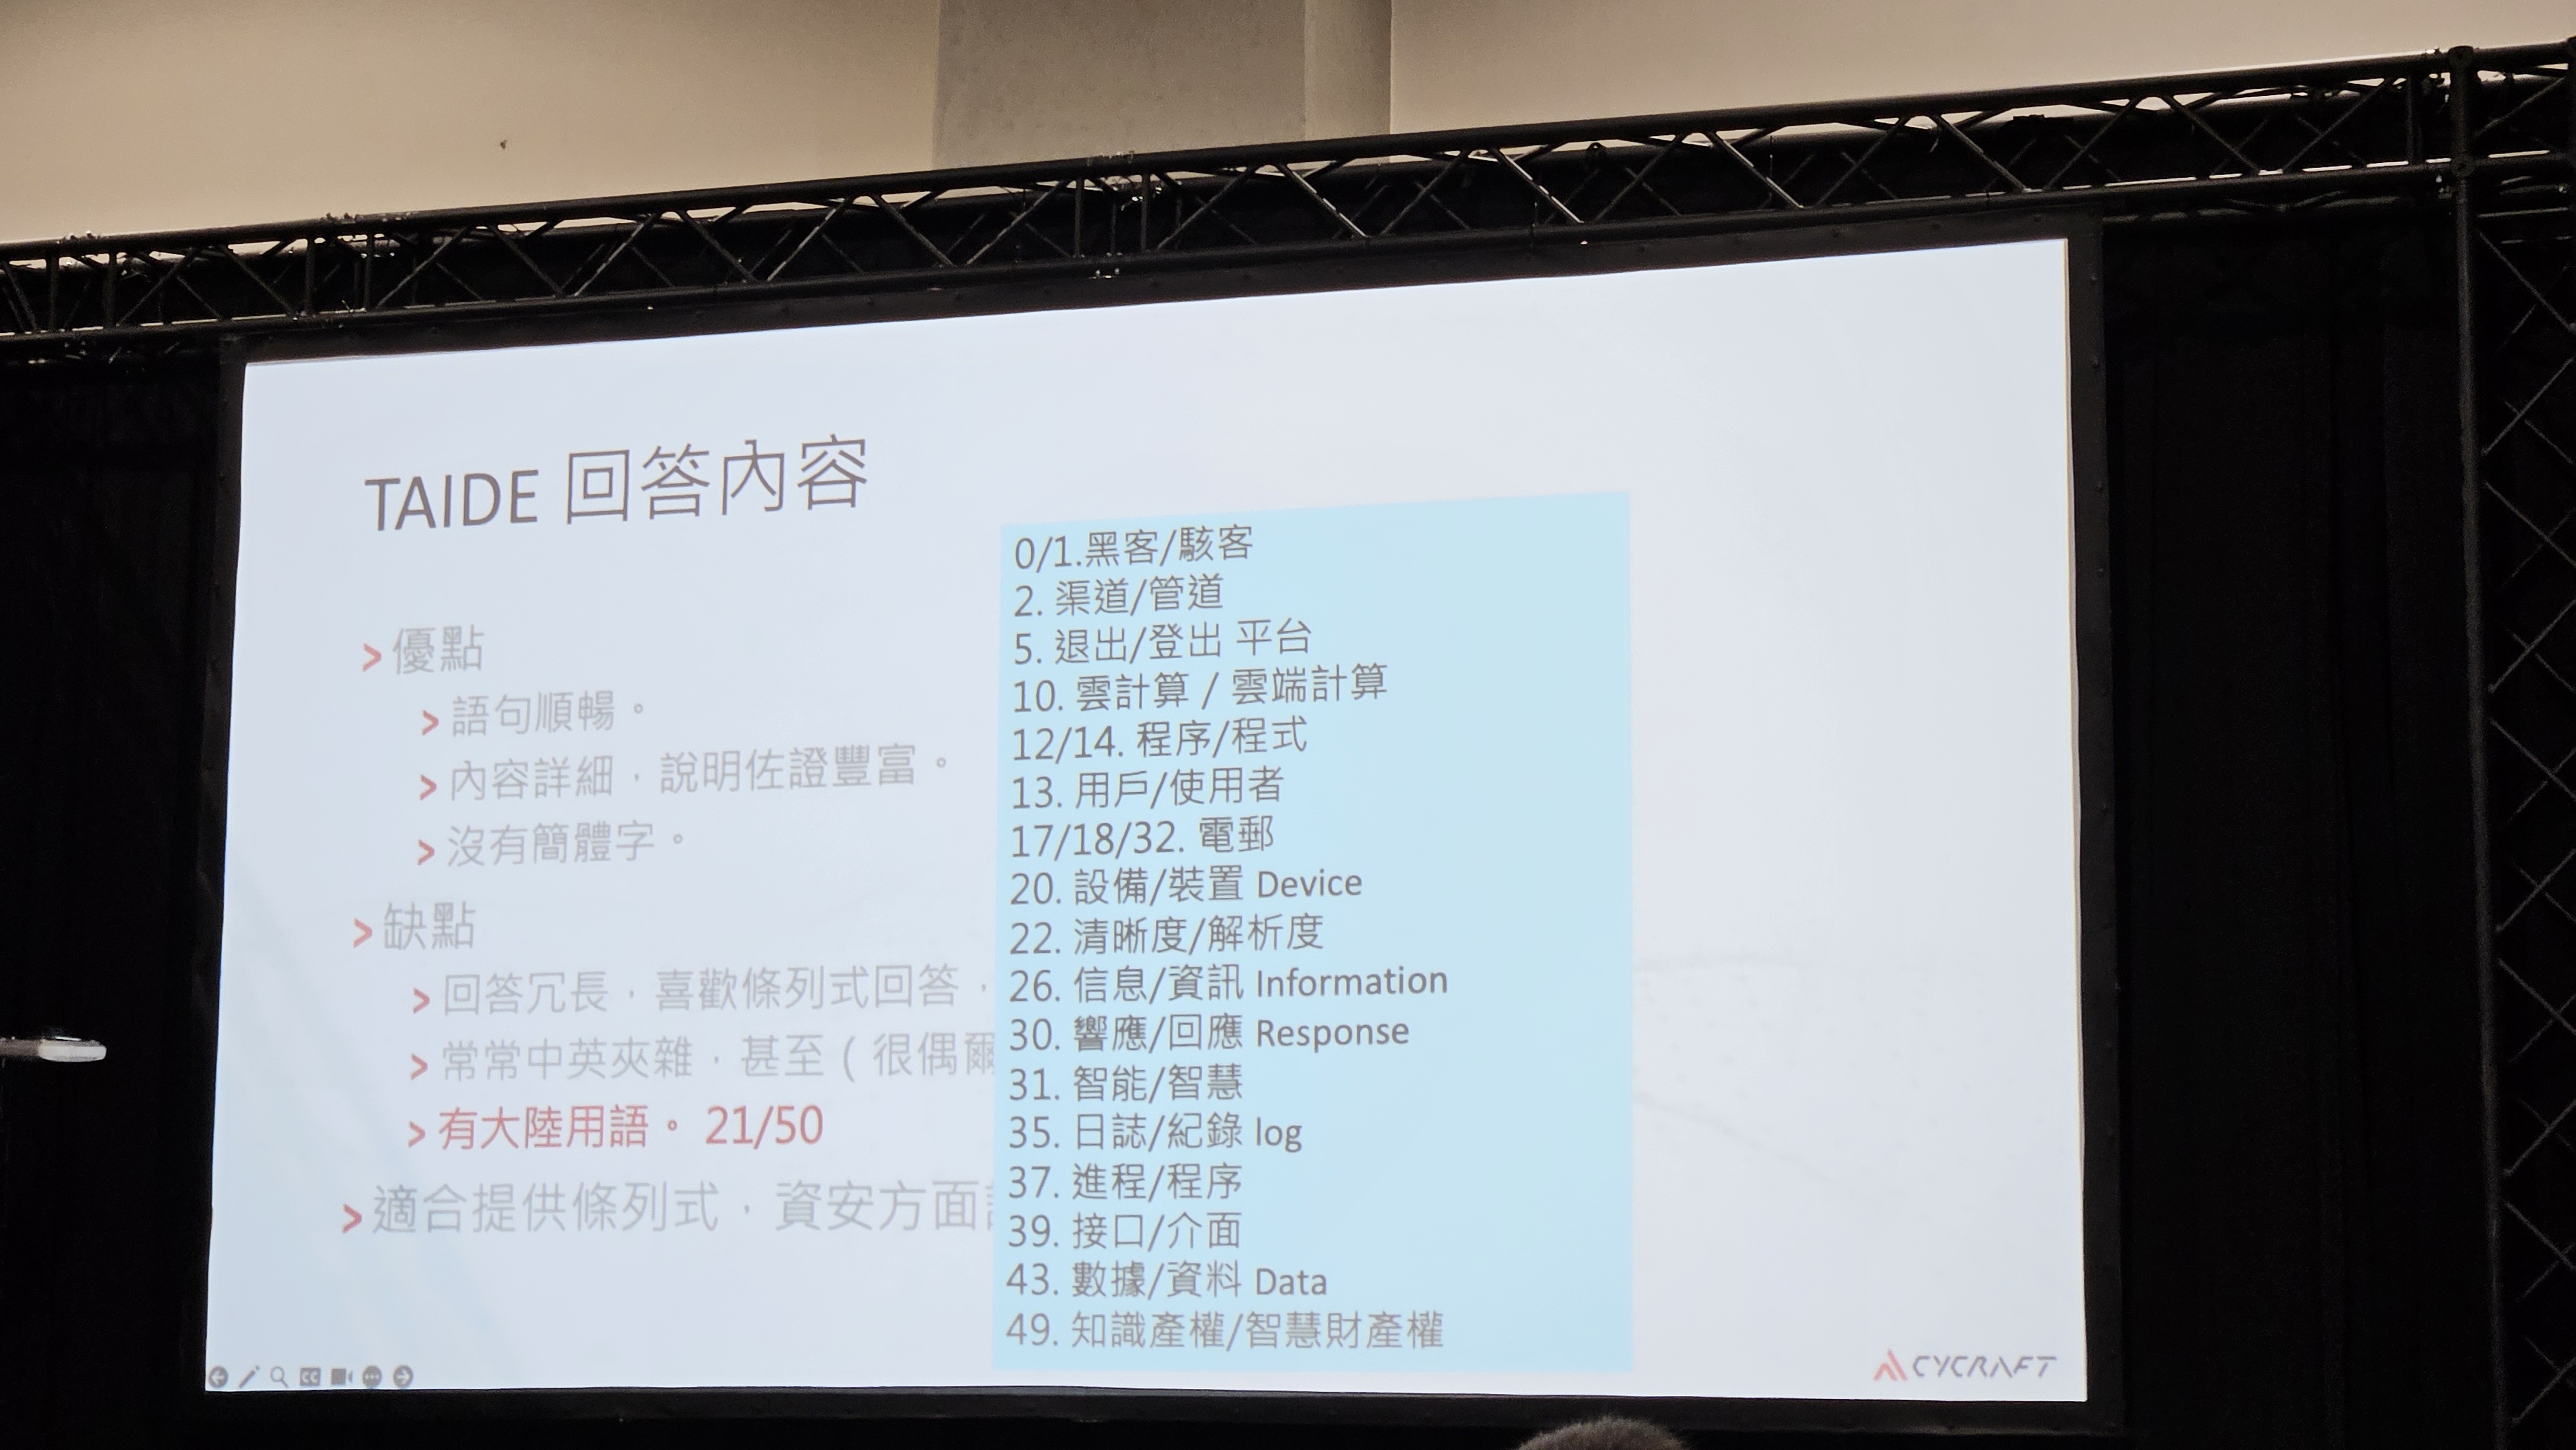 TAIDE 回答內容
> 優點
> 語句順暢。
> 內容詳細，說明佐證豐富。
> 沒有簡體字。
> 缺點
> 回答冗長，喜歡條列式回答，
> 常常中英夾雜，甚至（很偶爾
> 有大陸用語。 21/50
> 適合提供條列式，資安方面
0/1.黑客/駭客
2. 渠道/管道
5. 退出/登出 平台
10. 雲計算 / 雲端計算
12/14. 程序/程式
13. 用戶/使用者
17/18/32. 電郵
20. 設備/裝置 Device
22. 清晰度/解析度
26. 信息/資訊 Information
30. 響應/回應 Response
31. 智能/智慧
35. 日誌/紀錄 log
37. 進程/程序
39. 接口/介面
43. 數據/資料 Data
49. 知識產權/智慧財產權
CC
CYCRAFT